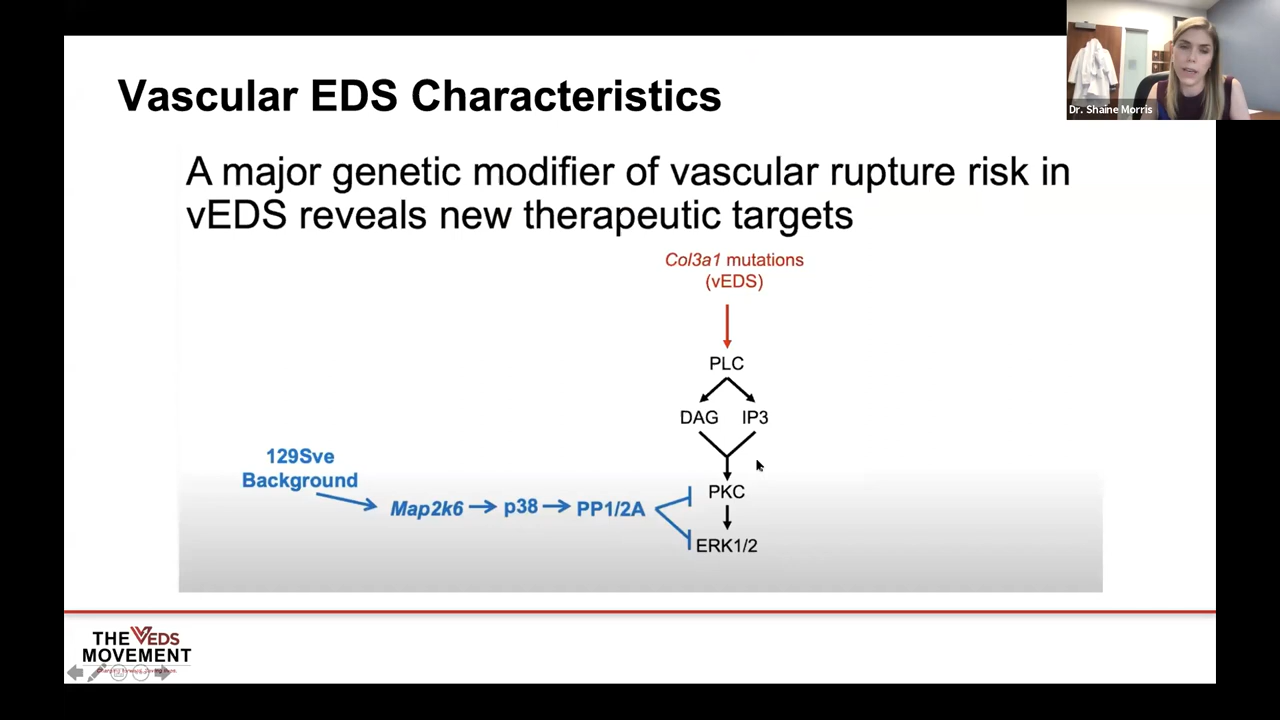 Dr. Shaine Morris
Vascular EDS Characteristics
A major genetic modifier of vascular rupture risk in
vEDS reveals new therapeutic targets
Col3a1 mutations
(vEDS)
PLC
DAG IP3
129Sve
Background
Map2k6 p38 PP1/2A
PKC
ERK1/2
THE VEDS
MOVEMENT